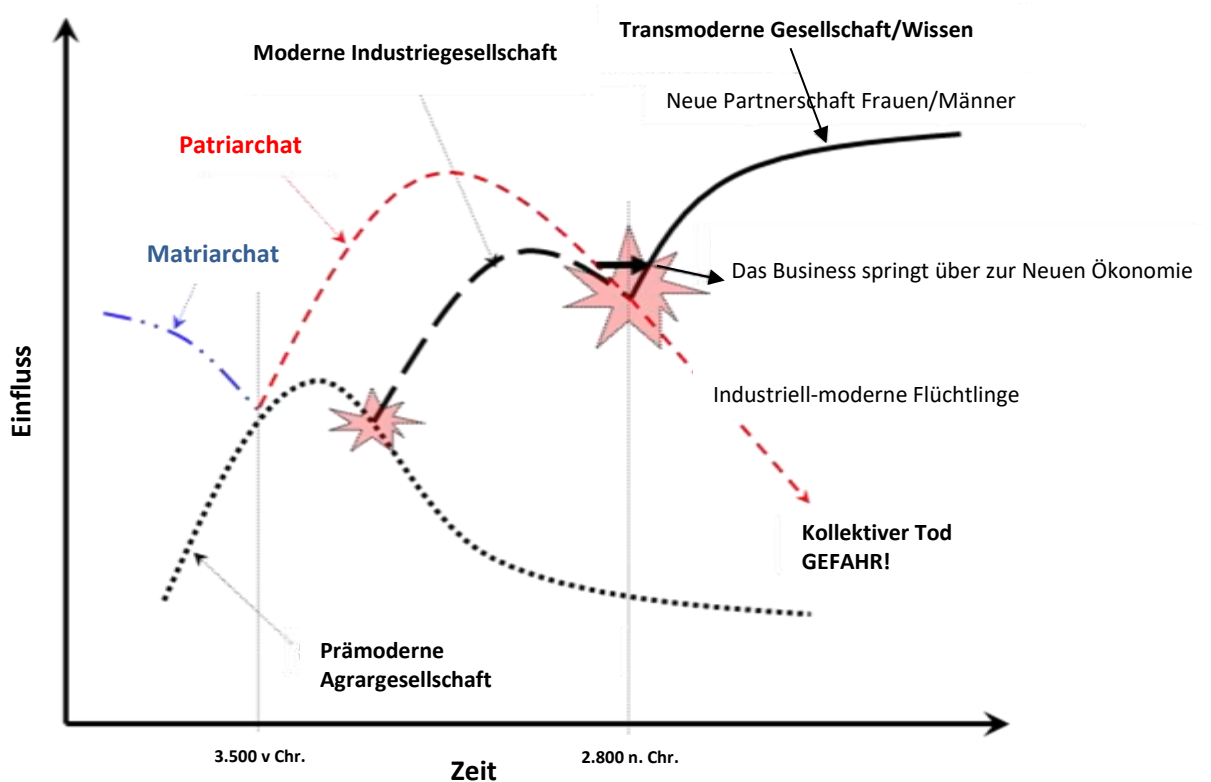 Transmoderne Gesellschaft/Wissen
Moderne Industriegesellschaft
Neue Partnerschaft Frauen/Männer
Patriarchat
Matriarchat
Das Business springt über zur Neuen Ökonomie
Einfluss
Industriell-moderne Flüchtlinge
Kollektiver Tod
GEFAHR!
Prämoderne
Agrargesellschaft
3.500 v Chr.
2.800 n. Chr.
Zeit